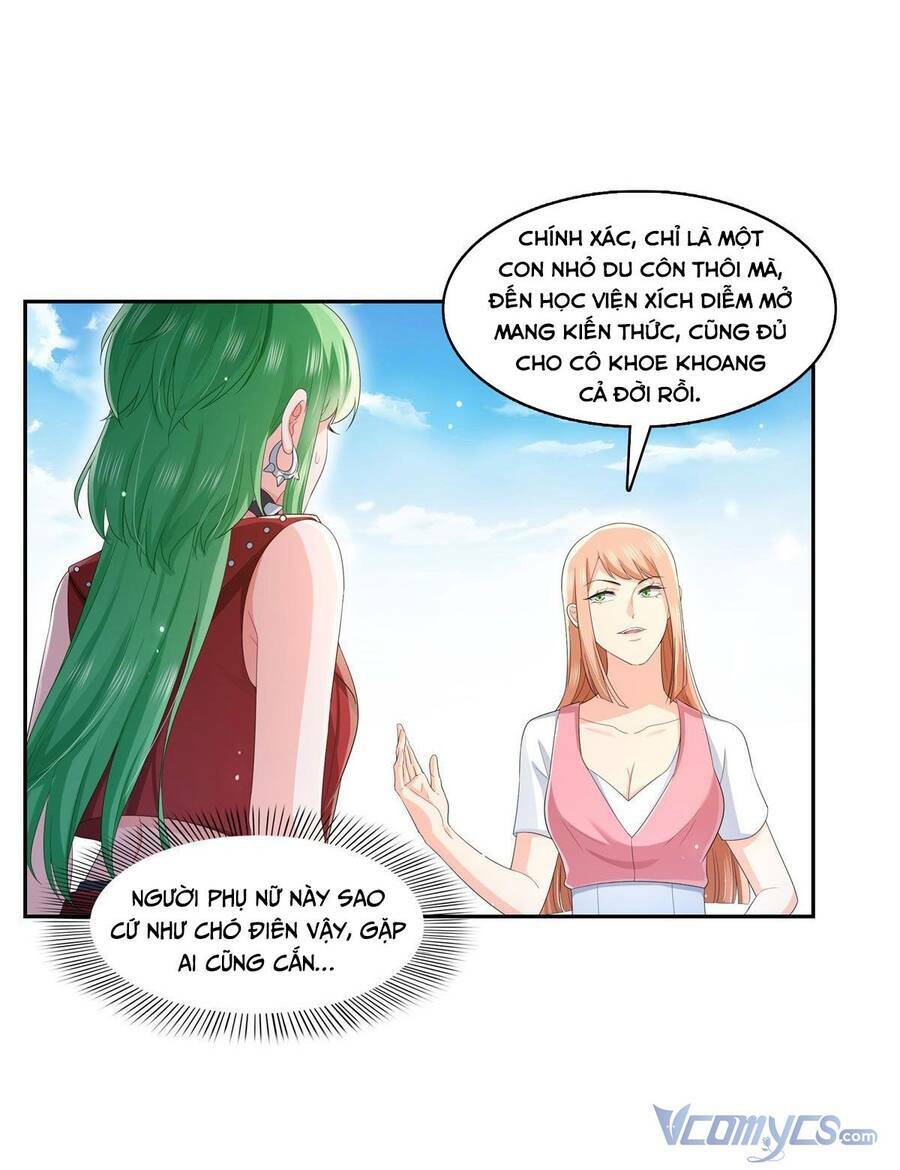 CHÍNH XÁC, CHỈ LÀ MỘT
CON NHỎ DU CÔN THÔI MÀ,
ĐẾN HỌC VIỆN XÍCH DIỄM MỞ
MANG KIẾN THỨC, CŨNG ĐỦ
CHO CÔ KHOE KHOANG
CẢ ĐỜI RỒI.
NGƯỜI PHỤ NỮ NÀY SAO
CỨ NHƯ CHÓ ĐIÊN VẬY, GẶP
AI CŨNG CẮN...
VCOMYCS.com